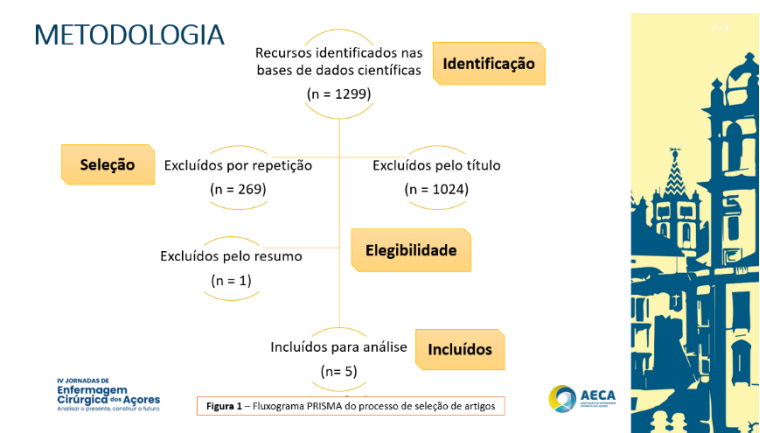 METODOLOGIA
Recursos identificados nas
bases de dados científicas
(n = 1299)
Identificação
Seleção
Excluídos por repetição
(n = 269)
Excluídos pelo título
(n = 1024)
Excluídos pelo resumo
(n = 1)
Elegibilidade
Incluídos para análise
(n= 5)
Incluídos
IV JORNADAS DE
Enfermagem
Cirúrgica dos Açores
Analisar o presente, construir o futuro
Figura 1 – Fluxograma PRISMA do processo de seleção de artigos
AECA